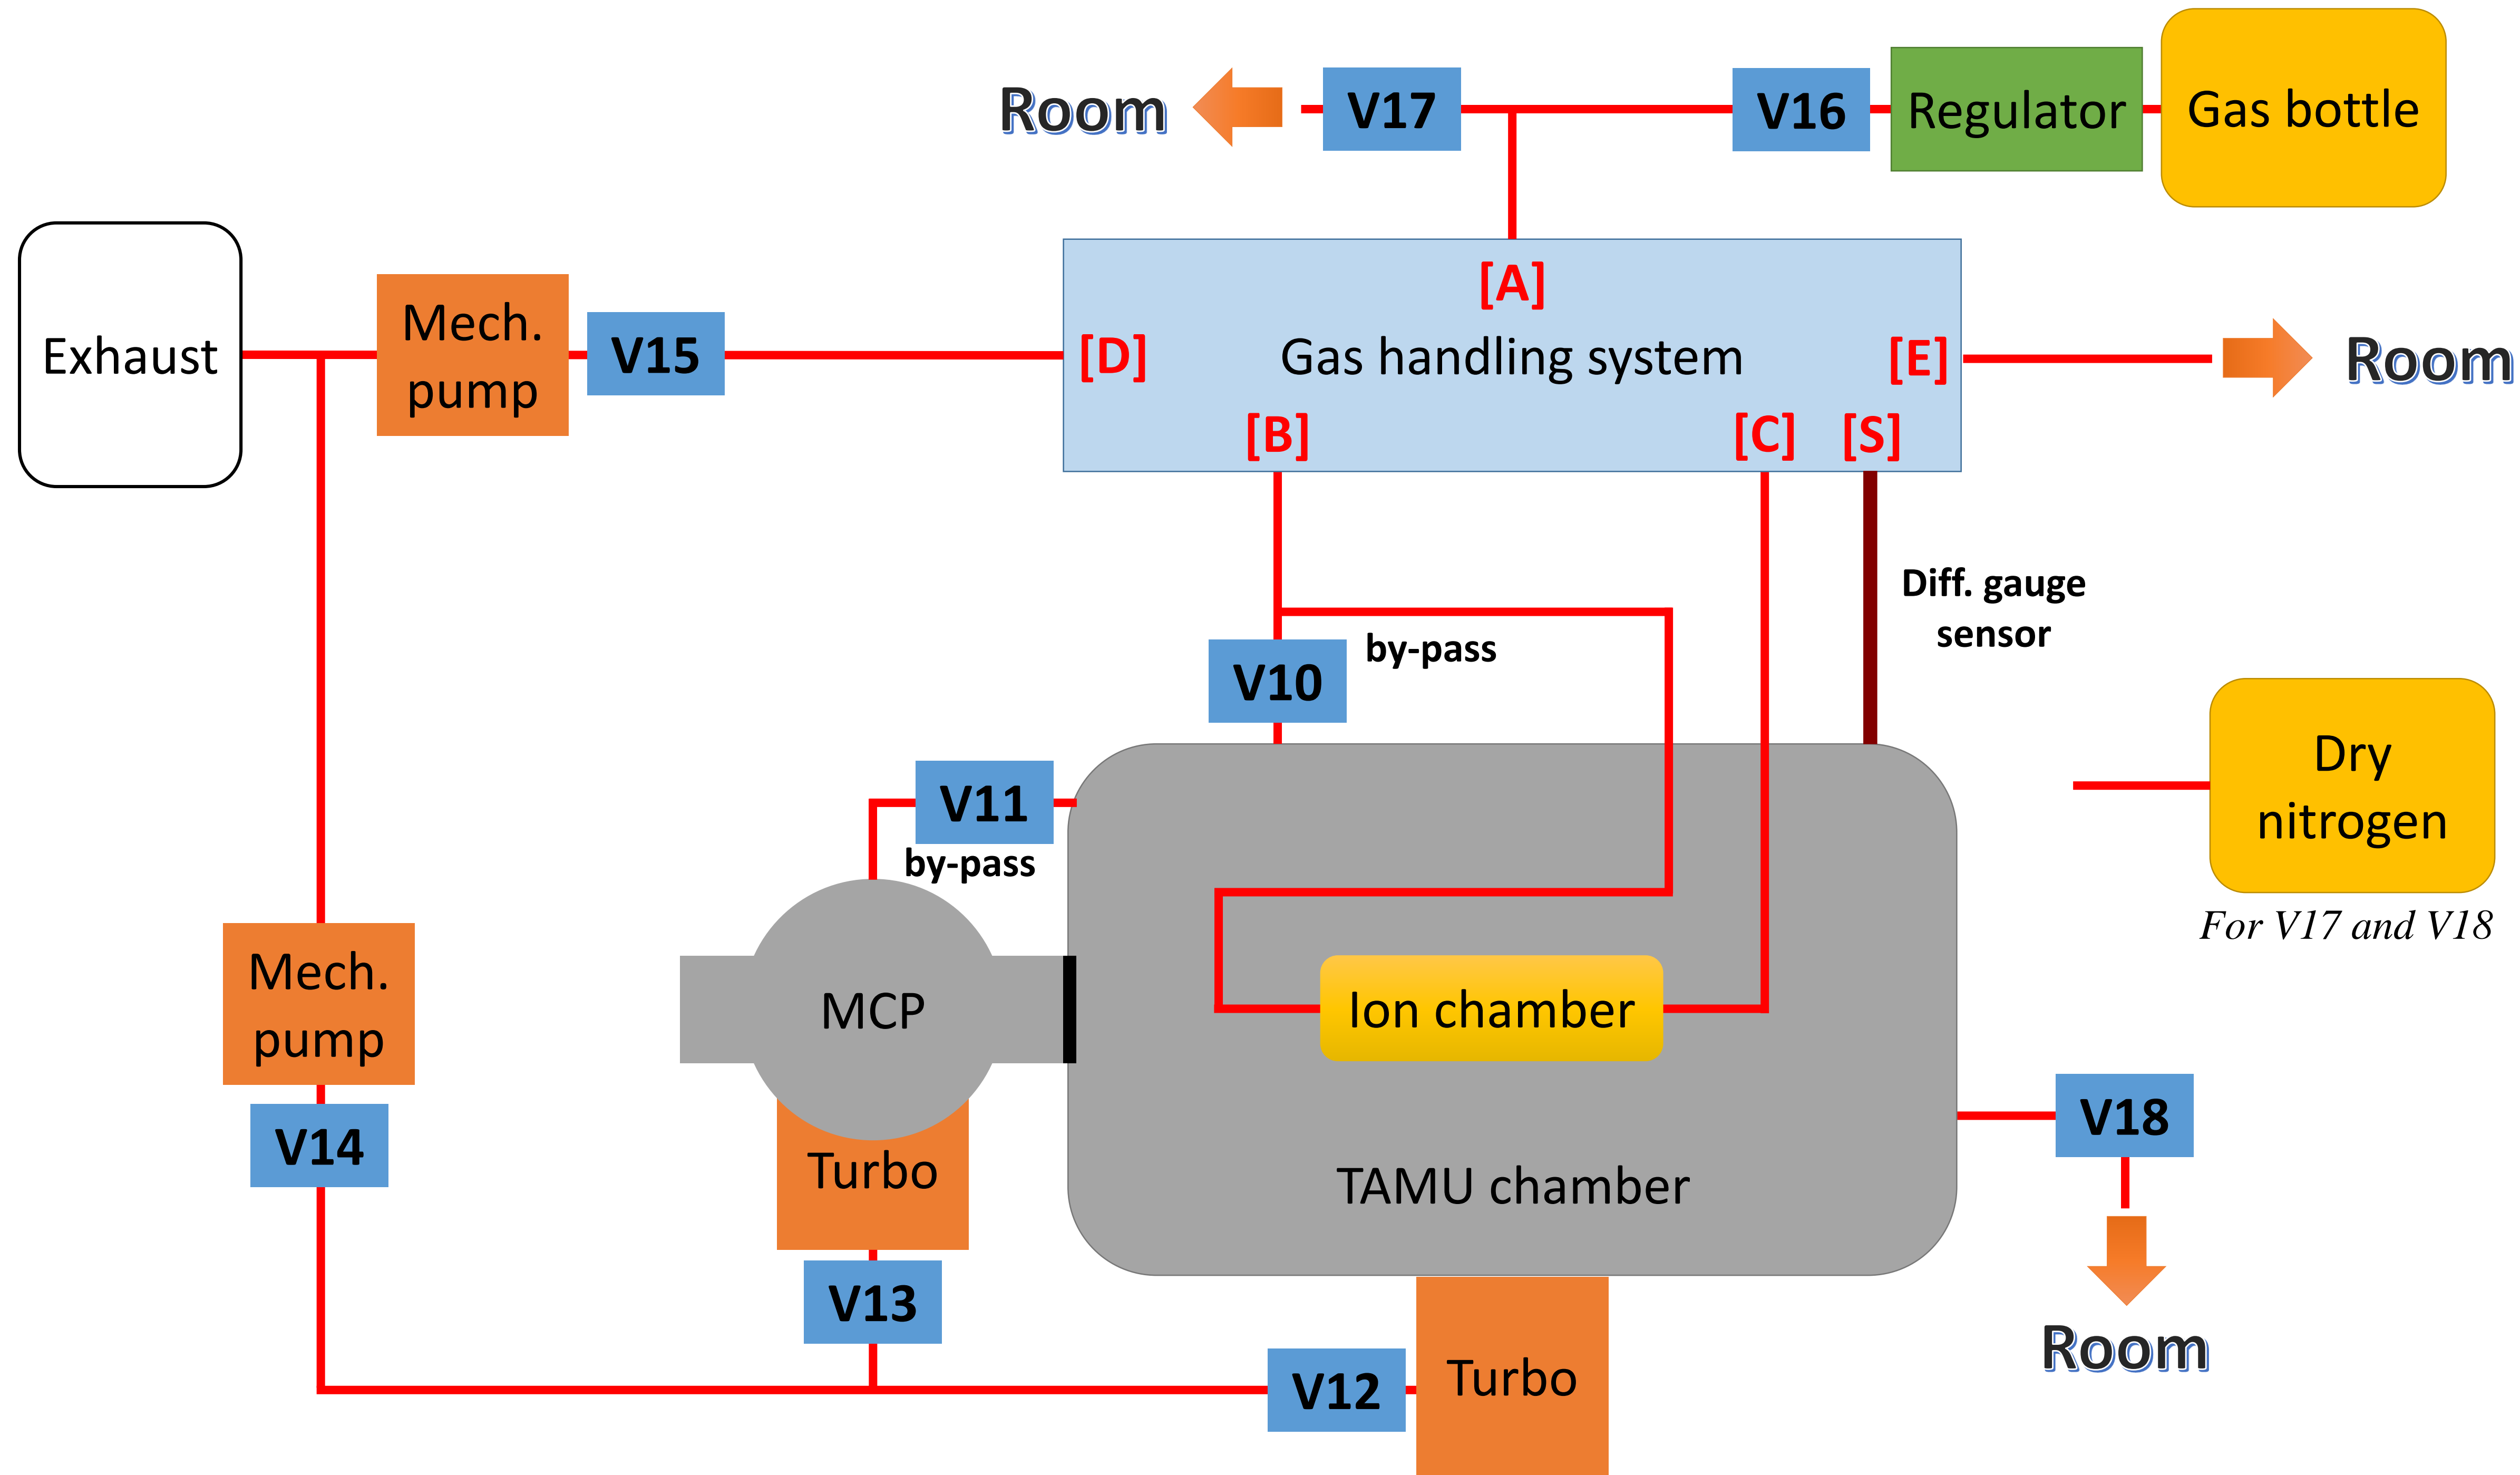 Room
V17
V16
Regulator
Gas bottle
Exhaust
Mech.
pump
V15
[A]
[D]
Gas handling system
[E]
Room
[B]
[C]
[S]
Diff. gauge
sensor
by-pass
V10
Dry
nitrogen
For V17 and V18
V11
by-pass
Mech.
pump
MCP
Ion chamber
V14
V18
Turbo
TAMU chamber
V13
Room
V12
Turbo